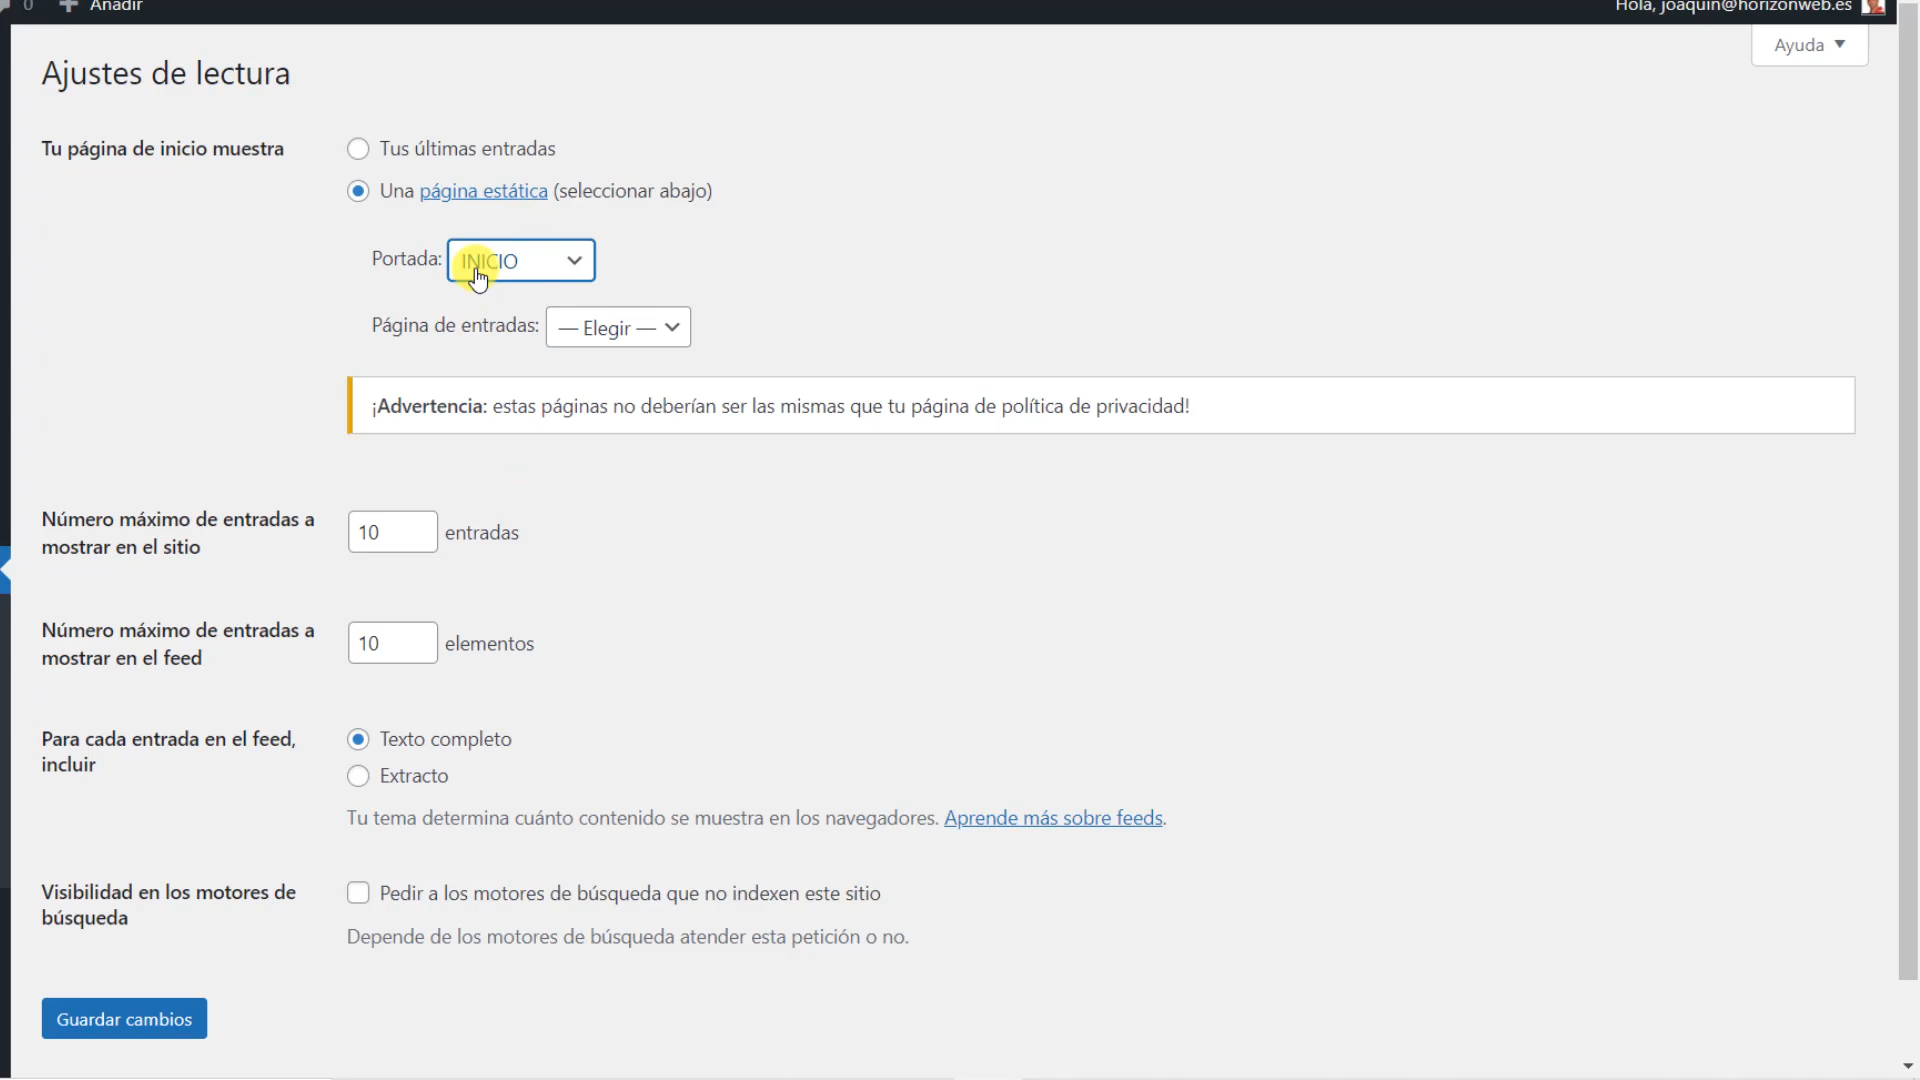 0 Añadir
Hola, joaquin@horizonweb.es
Ayuda
Ajustes de lectura
Tu página de inicio muestra
Tus últimas entradas
Una página estática (seleccionar abajo)
Portada: INICIO
Página de entradas: — Elegir —
¡Advertencia: estas páginas no deberían ser las mismas que tu página de política de privacidad!
Número máximo de entradas a
mostrar en el sitio
10 entradas
Número máximo de entradas a
mostrar en el feed
10 elementos
Para cada entrada en el feed,
incluir
Texto completo
Extracto
Tu tema determina cuánto contenido se muestra en los navegadores. Aprende más sobre feeds.
Visibilidad en los motores de
búsqueda
Pedir a los motores de búsqueda que no indexen este sitio
Depende de los motores de búsqueda atender esta petición o no.
Guardar cambios